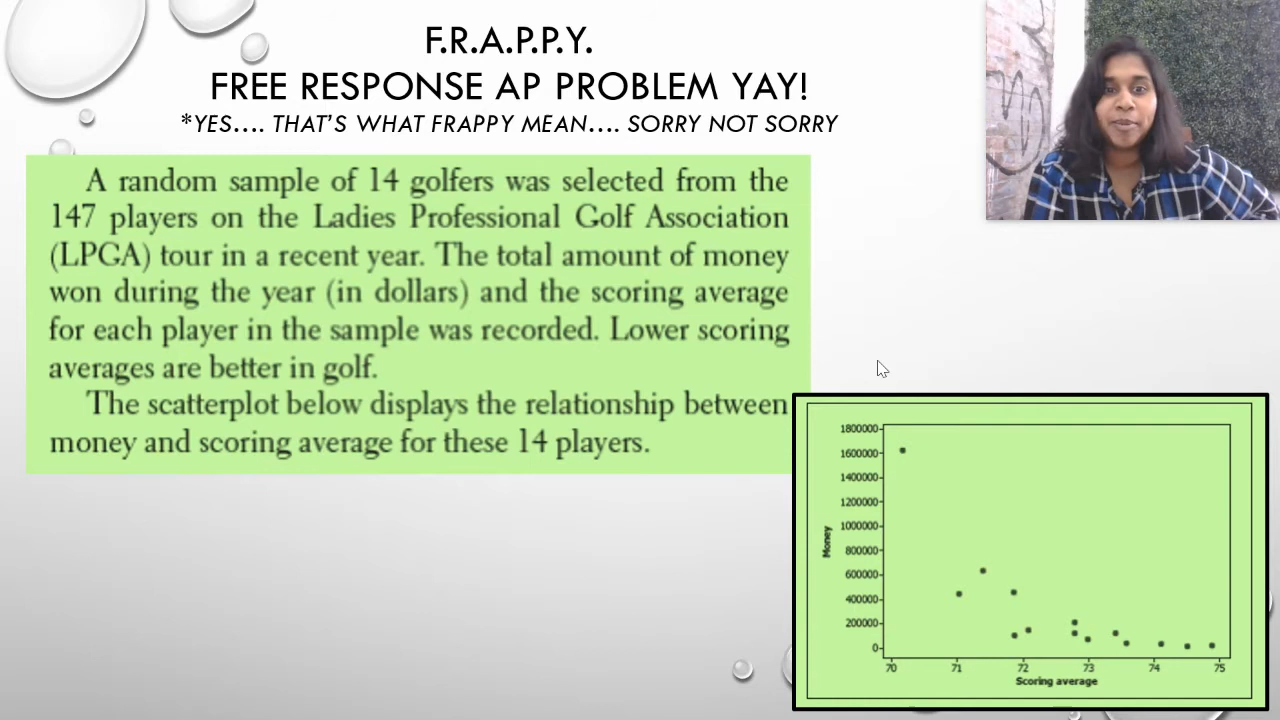 F.R.A.P.P.Y.
FREE RESPONSE AP PROBLEM YAY!
*YES.... THAT'S WHAT FRAPPY MEAN.... SORRY NOT SORRY
A random sample of 14 golfers was selected from the
147 players on the Ladies Professional Golf Association
(LPGA) tour in a recent year. The total amount of money
won during the year (in dollars) and the scoring average
for each player in the sample was recorded. Lower scoring
averages are better in golf.
The scatterplot below displays the relationship between
money and scoring average for these 14 players.
1800000
1600000
1400000
1200000
1000000
800000
600000
400000
200000
0
Money
70 71 72 73 74 75
Scoring average